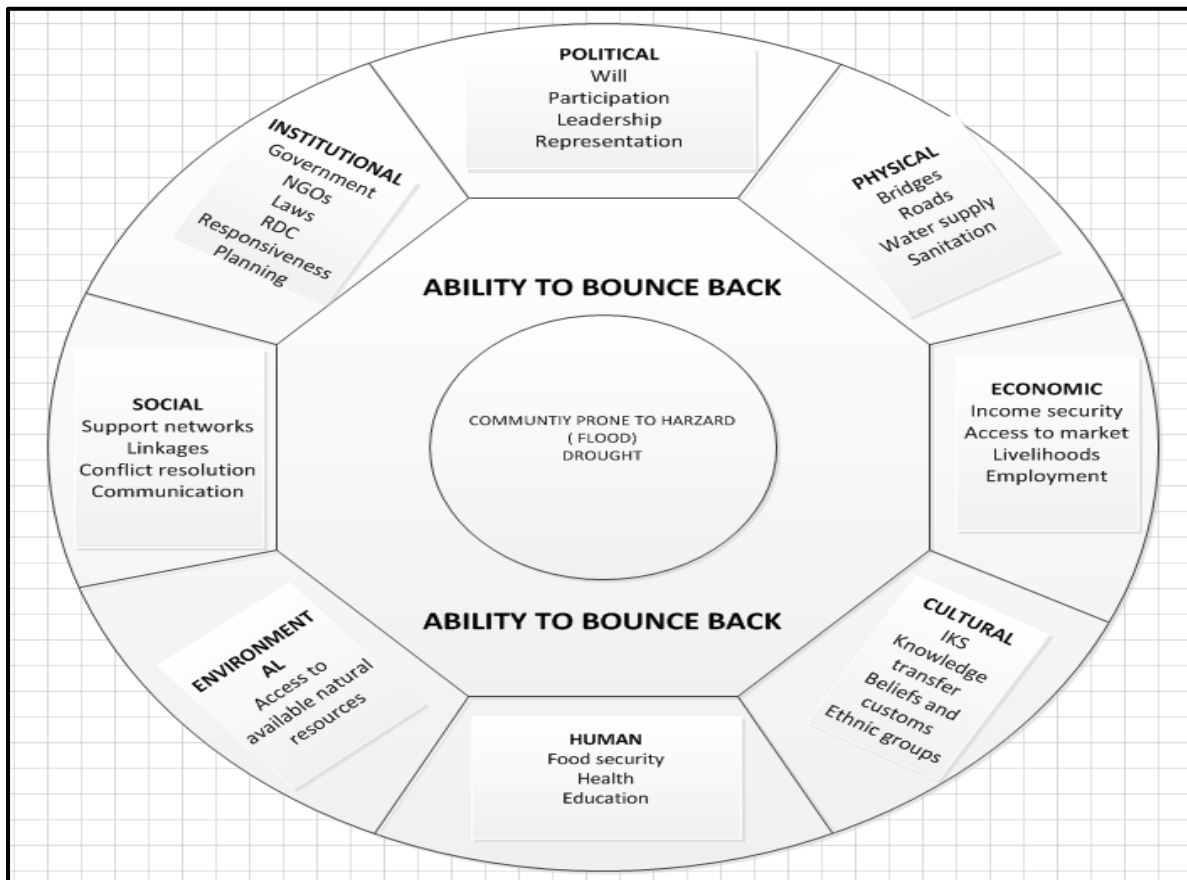 POLITICAL
Will
Participation
Leadership
Representation
PHYSICAL
Bridges
Roads
Water supply
Sanitation
ECONOMIC
Income security
Access to market
Livelihoods
Employment
CULTURAL
IKS
Knowledge
transfer
Beliefs and
customs
Ethnic groups
HUMAN
Food security
Health
Education
ENVIRONMENT
AL
Access to
available natural
resources
SOCIAL
Support networks
Linkages
Conflict resolution
Communication
INSTITUTIONAL
Government
NGOs
Laws
RDC
Responsiveness
Planning
ABILITY TO BOUNCE BACK
COMMUNTIY PRONE TO HARZARD
( FLOOD)
DROUGHT
ABILITY TO BOUNCE BACK